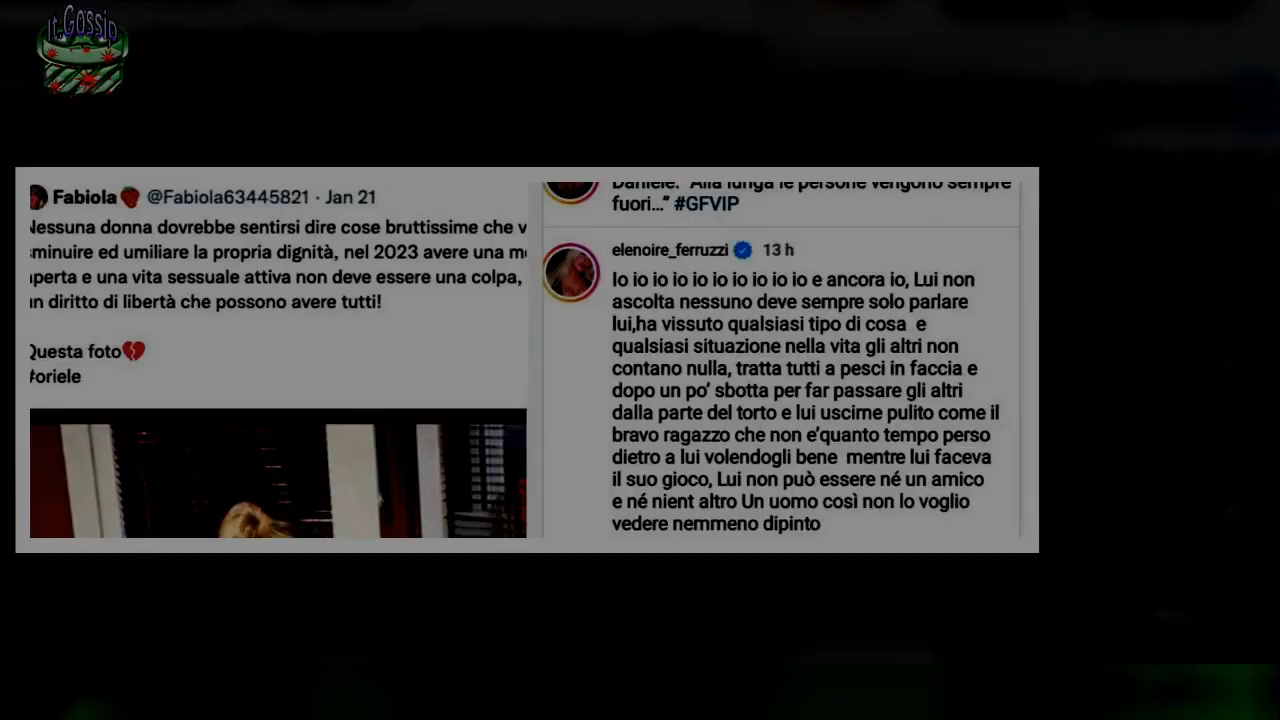 It.Gossip
Fabiola @Fabiola63445821 · Jan 21
Nessuna donna dovrebbe sentirsi dire cose bruttissime che v
sminuire ed umiliare la propria dignità, nel 2023 avere una me
aperta e una vita sessuale attiva non deve essere una colpa,
un diritto di libertà che possono avere tutti!
Questa foto
#oriele
Daniele: “Alla lunga le persone vengono sempre
fuori...” #GFVIP
elenoire_ferruzzi 13 h
Io io io io io io io io io io e ancora io, Lui non
ascolta nessuno deve sempre solo parlare
lui,ha vissuto qualsiasi tipo di cosa e
qualsiasi situazione nella vita gli altri non
contano nulla, tratta tutti a pesci in faccia e
dopo un po’ sbotta per far passare gli altri
dalla parte del torto e lui uscirne pulito come il
bravo ragazzo che non e’quanto tempo perso
dietro a lui volendogli bene mentre lui faceva
il suo gioco, Lui non può essere né un amico
e né nient altro Un uomo così non lo voglio
vedere nemmeno dipinto